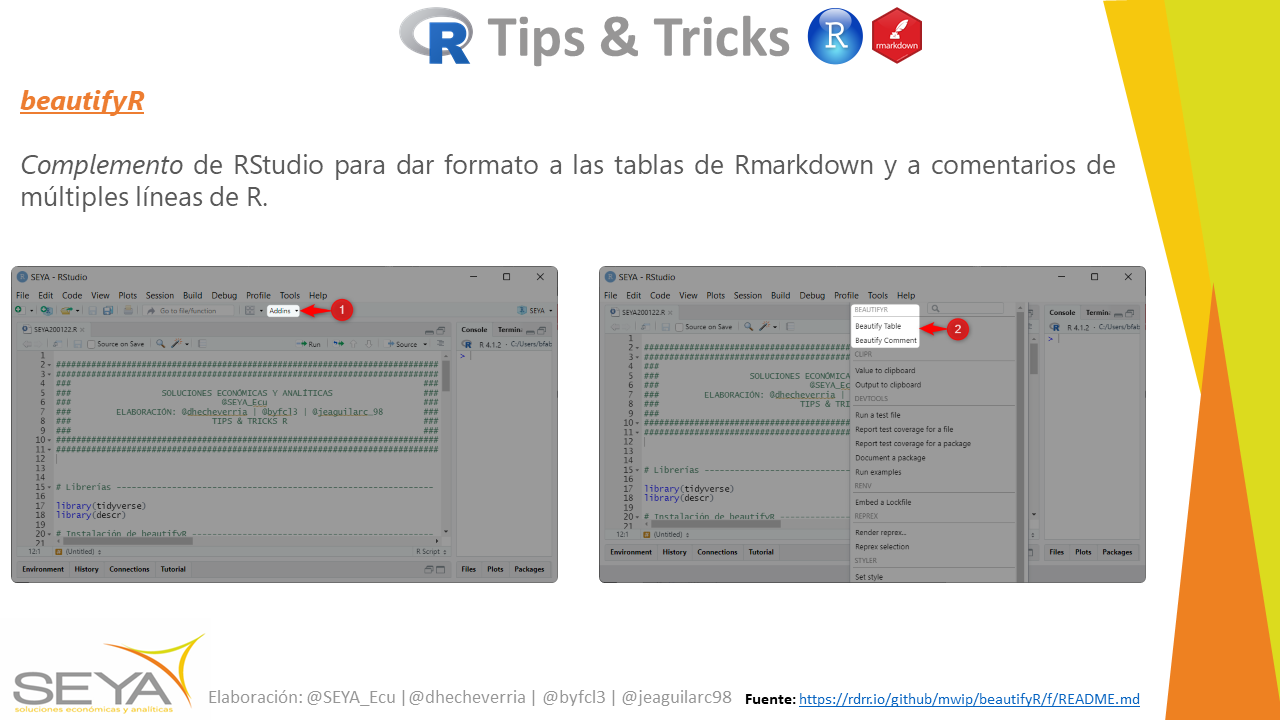 R Tips & Tricks R rmarkdown
beautifyR
Complemento de RStudio para dar formato a las tablas de Rmarkdown y a comentarios de
múltiples líneas de R.
SEYA - RStudio
File Edit Code View Plots Session Build Debug Profile Tools Help
Go to file/function Addins 1 SEYA
SEYA200122.R
Source on Save Run Source
Console Termin:
R 4.1.2 · C:/Users/bfab
>
1
2 ##########################################################################
3 ##########################################################################
4 ### ###
5 ### SOLUCIONES ECONÓMICAS Y ANALÍTICAS ###
6 ### @SEYA_Ecu ###
7 ### ELABORACIÓN: @dhecheverria | @byfcl3 | @jeaguilarc_98 ###
8 ### TIPS & TRICKS R ###
9 ### ###
10 ##########################################################################
11 ##########################################################################
12
13
14
15 # Librerías ----------------------------------------------------------
16
17 library(tidyverse)
18 library(descr)
19
20 # Instalación de beautifyR ----------------------------------------------
21
12:1 (Untitled) R Script
Environment History Connections Tutorial
Files Plots Packages
SEYA - RStudio
File Edit Code View Plots Session Build Debug Profile Tools Help
SEYA200122.R
Source on Save
BEAUTIFYR
Beautify Table
Beautify Comment
2
CLIPR
Value to clipboard
Output to clipboard
DEVTOOLS
Run a test file
Report test coverage for a file
Report test coverage for a package
Document a package
Run examples
RENV
Embed a Lockfile
REPREX
Render reprex...
Reprex selection
STYLER
Set style
Console Termin:
R 4.1.2 · C:/Users/bfab
>
1
2 ########################################
3 ########################################
4 ###
5 ### SOLUCIONES ECONÓMICA
6 ### @SEYA_Ec
7 ### ELABORACIÓN: @dhecheverria |
8 ### TIPS & TRI
9 ###
10 ########################################
11 ########################################
12
13
14
15 # Librerías ----------------------------
16
17 library(tidyverse)
18 library(descr)
19
20 # Instalación de beautifyR -------------
21
12:1 (Untitled)
Environment History Connections Tutorial
Files Plots Packages
SEYA
soluciones económicas y analíticas
Elaboración: @SEYA_Ecu |@dhecheverria | @byfcl3 | @jeaguilarc98
Fuente: https://rdrr.io/github/mwip/beautifyR/f/README.md